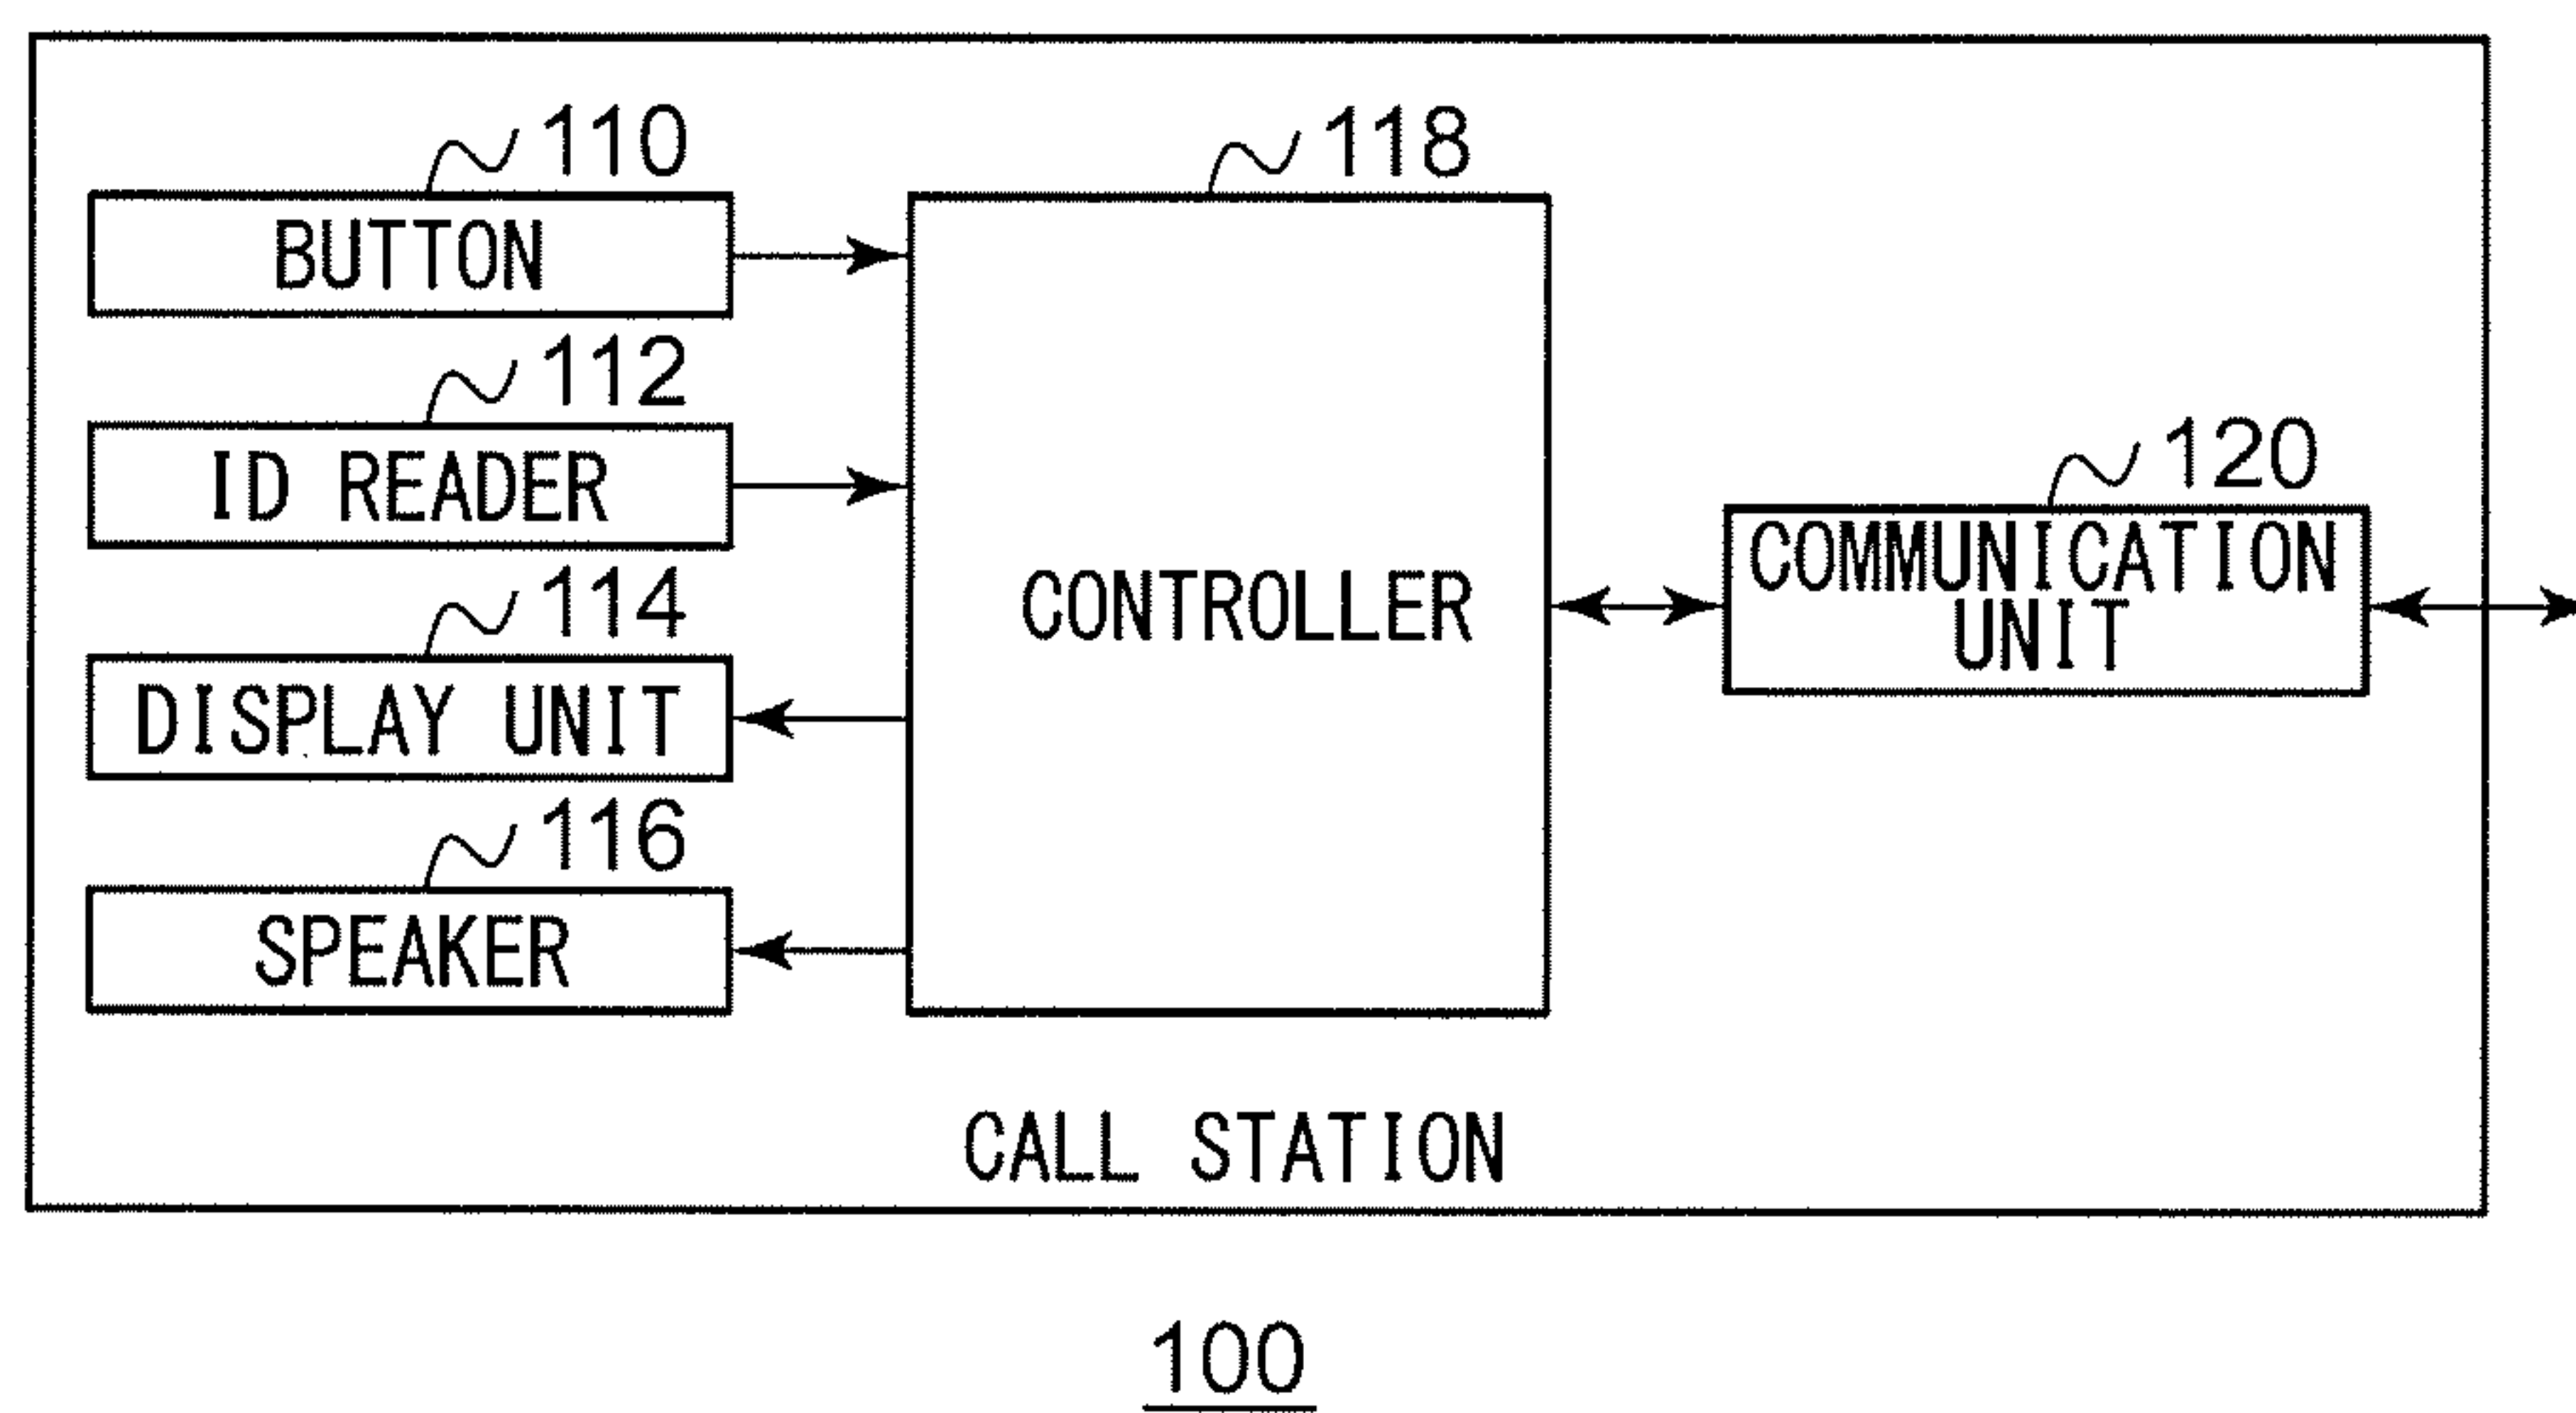 110
BUTTON
112
ID READER
114
DISPLAY UNIT
116
SPEAKER
118
CONTROLLER
120
COMMUNICATION
UNIT
CALL STATION
100